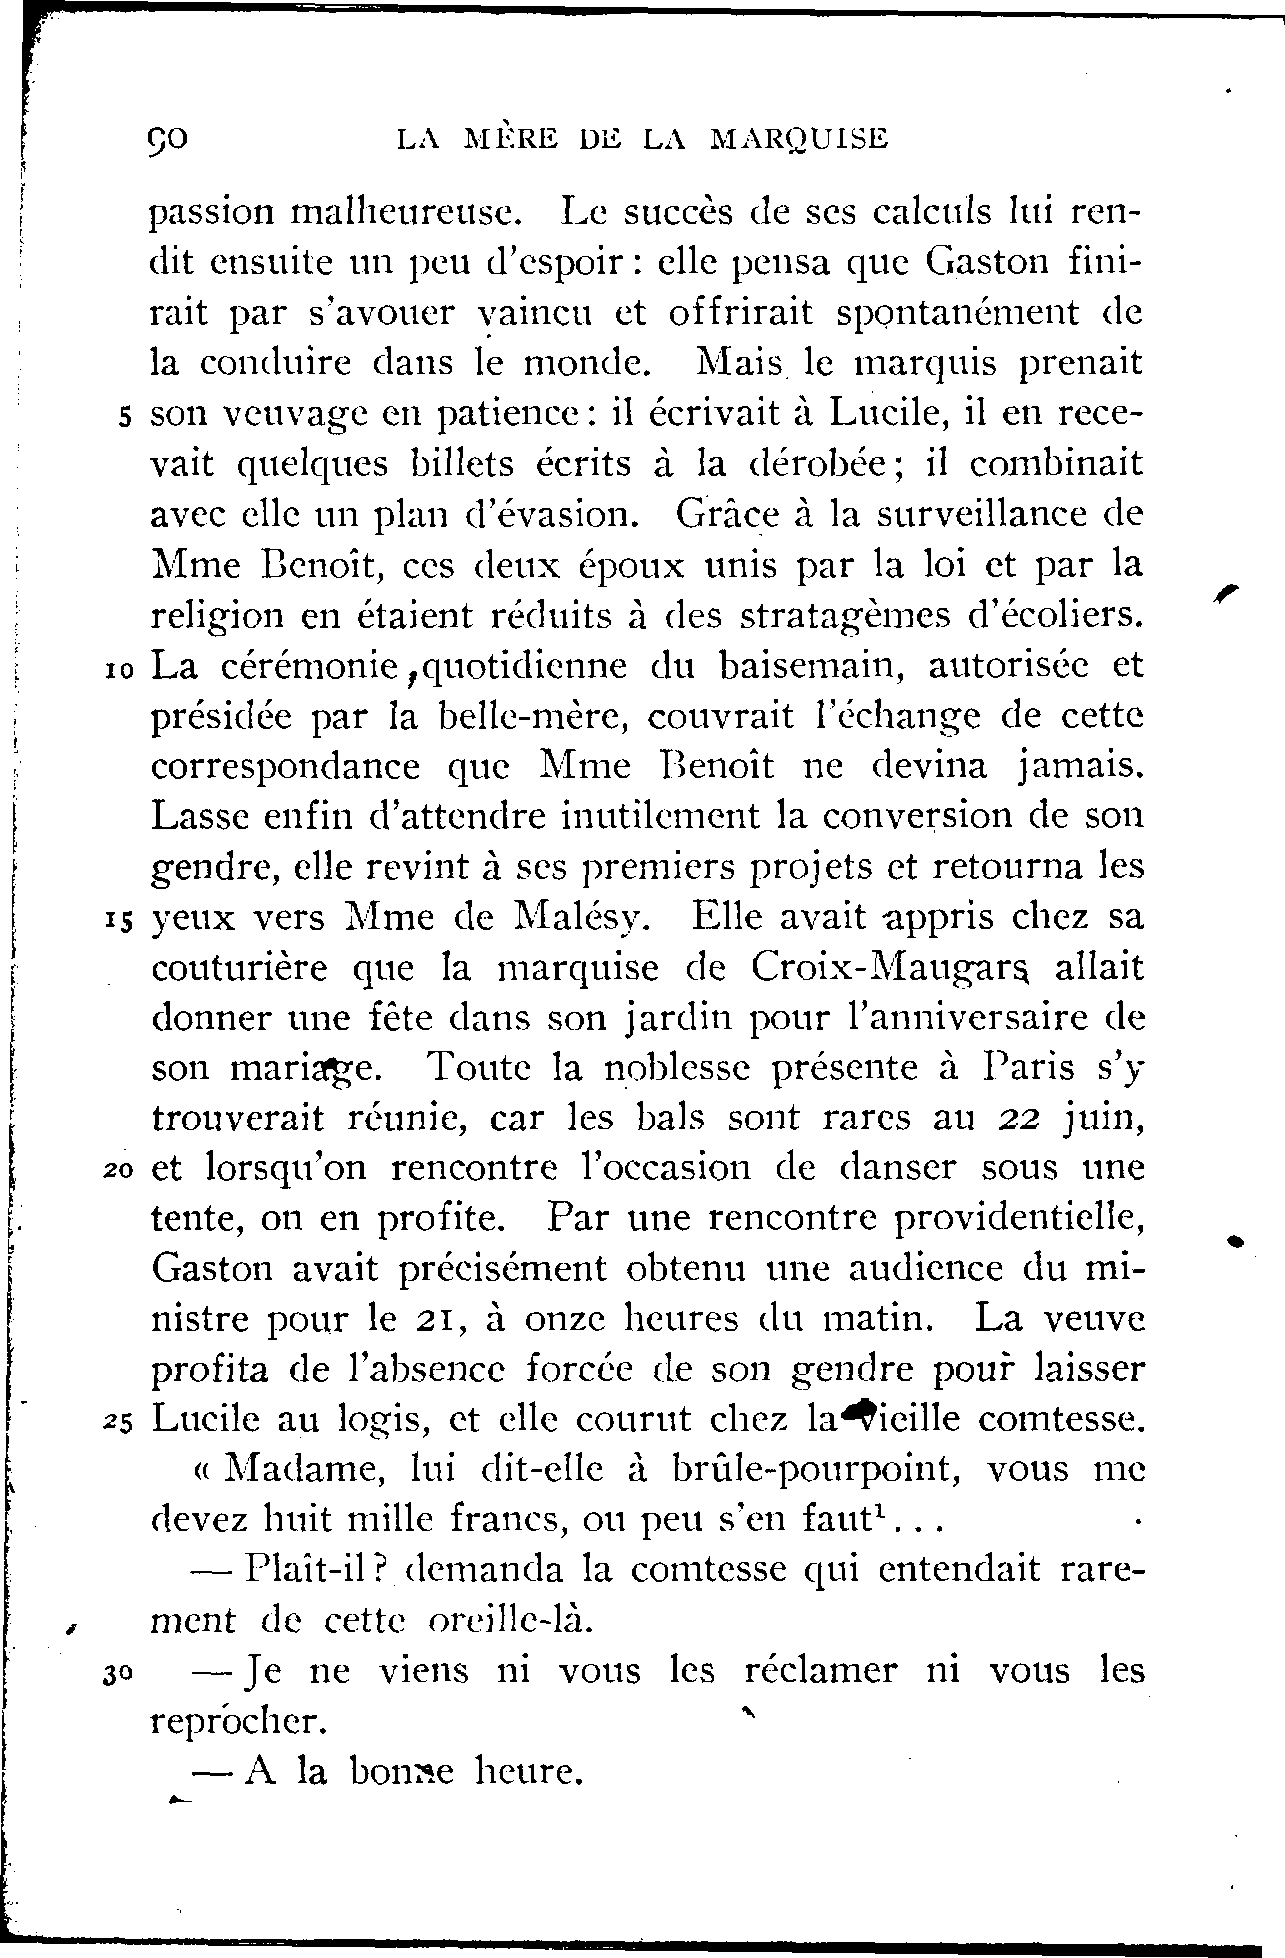 90 LA MÈRE DE LA MARQUISE
passion malheureuse. Le succès de ses calculs lui ren-
dit ensuite un peu d'espoir : elle pensa que Gaston fini-
rait par s'avouer vaincu et offrirait spontanément de
la conduire dans le monde. Mais le marquis prenait
5 son veuvage en patience : il écrivait à Lucile, il en rece-
vait quelques billets écrits à la dérobée ; il combinait
avec elle un plan d'évasion. Grâce à la surveillance de
Mme Benoît, ces deux époux unis par la loi et par la
religion en étaient réduits à des stratagèmes d'écoliers.
10 La cérémonie quotidienne du baisemain, autorisée et
présidée par la belle-mère, couvrait l'échange de cette
correspondance que Mme Benoît ne devina jamais.
Lasse enfin d'attendre inutilement la conversion de son
gendre, elle revint à ses premiers projets et retourna les
15 yeux vers Mme de Malésy. Elle avait appris chez sa
couturière que la marquise de Croix-Maugars allait
donner une fête dans son jardin pour l'anniversaire de
son mariage. Toute la noblesse présente à Paris s'y
trouverait réunie, car les bals sont rares au 22 juin,
20 et lorsqu'on rencontre l'occasion de danser sous une
tente, on en profite. Par une rencontre providentielle,
Gaston avait précisément obtenu une audience du mi-
nistre pour le 21, à onze heures du matin. La veuve
profita de l'absence forcée de son gendre pour laisser
25 Lucile au logis, et elle courut chez la vieille comtesse.
« Madame, lui dit-elle à brûle-pourpoint, vous me
devez huit mille francs, ou peu s'en faut¹...
— Plaît-il ? demanda la comtesse qui entendait rare-
ment de cette oreille-là.
30 — Je ne viens ni vous les réclamer ni vous les
reprocher.
— A la bonne heure.